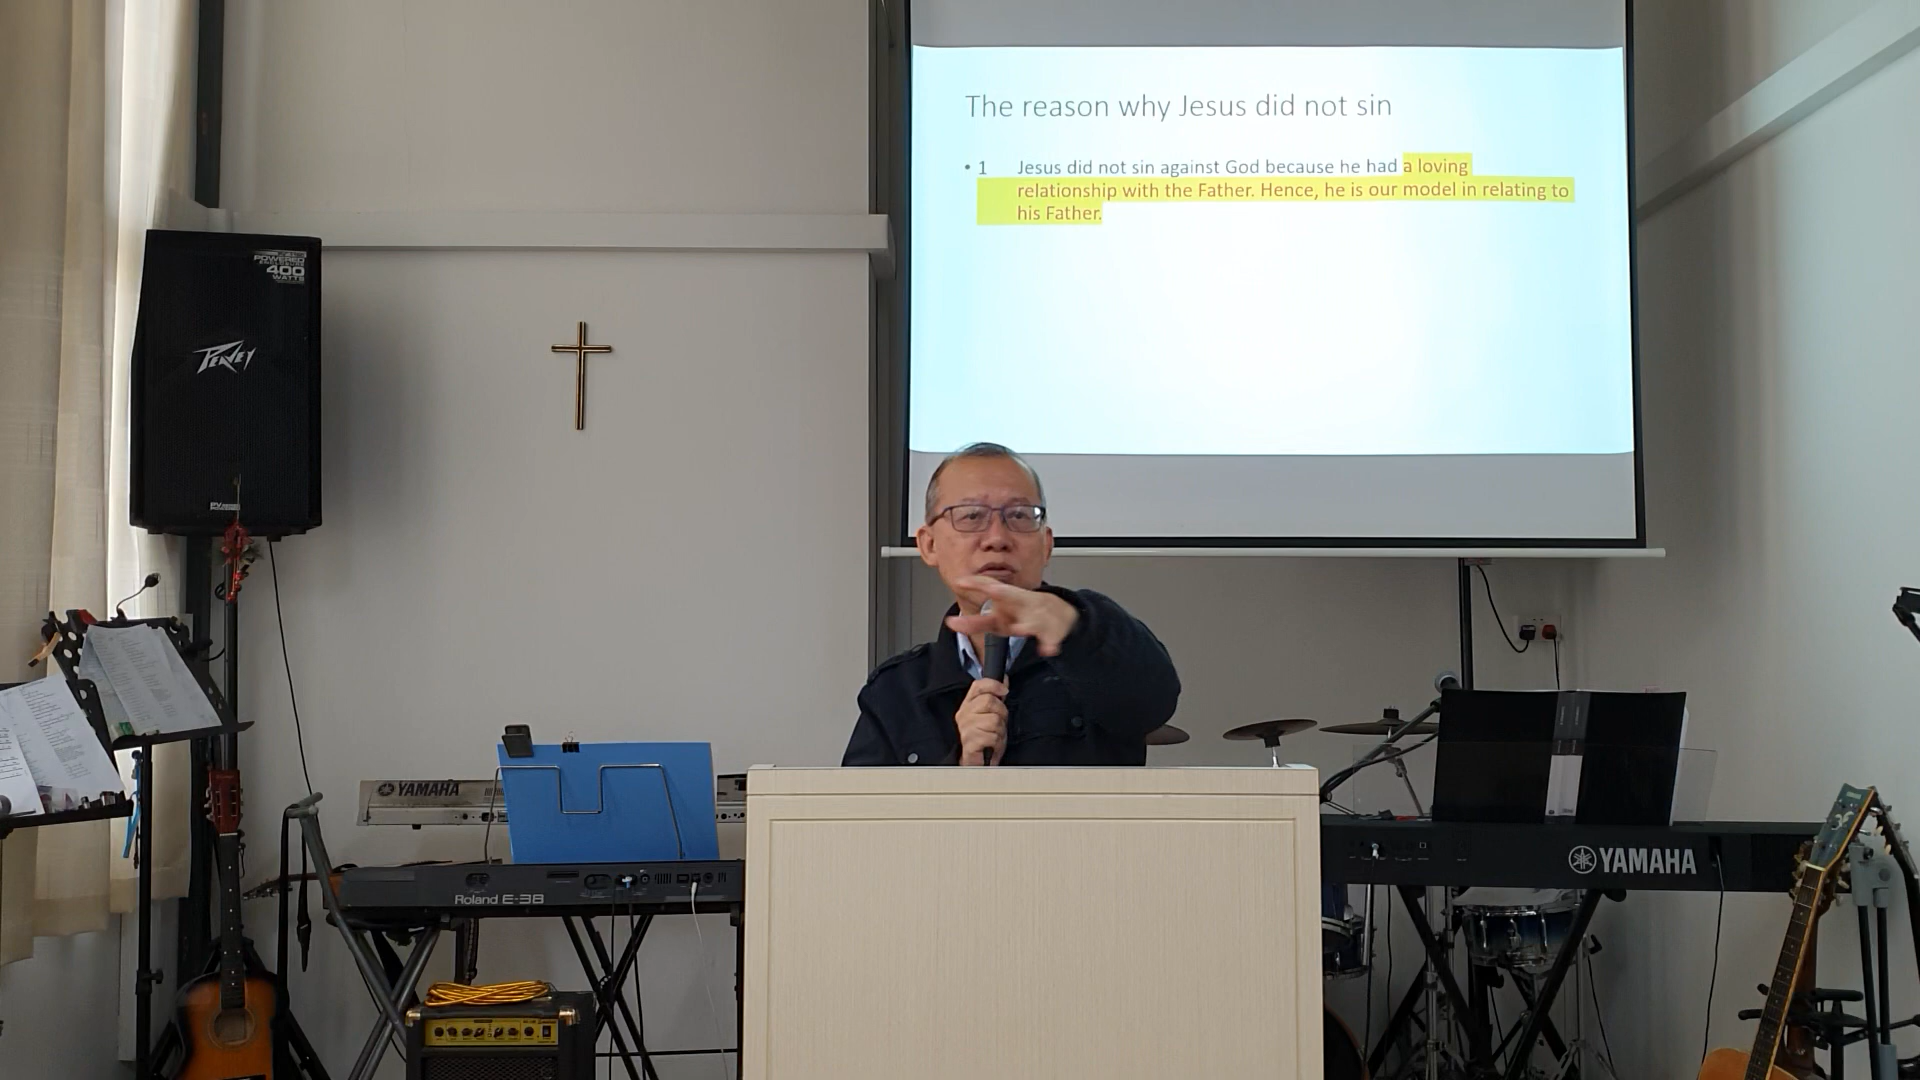 The reason why Jesus did not sin
• 1 Jesus did not sin against God because he had a loving
relationship with the Father. Hence, he is our model in relating to
his Father.
POWERED
400
WATTS
PEAVEY
YAMAHA
Roland E-38
YAMAHA